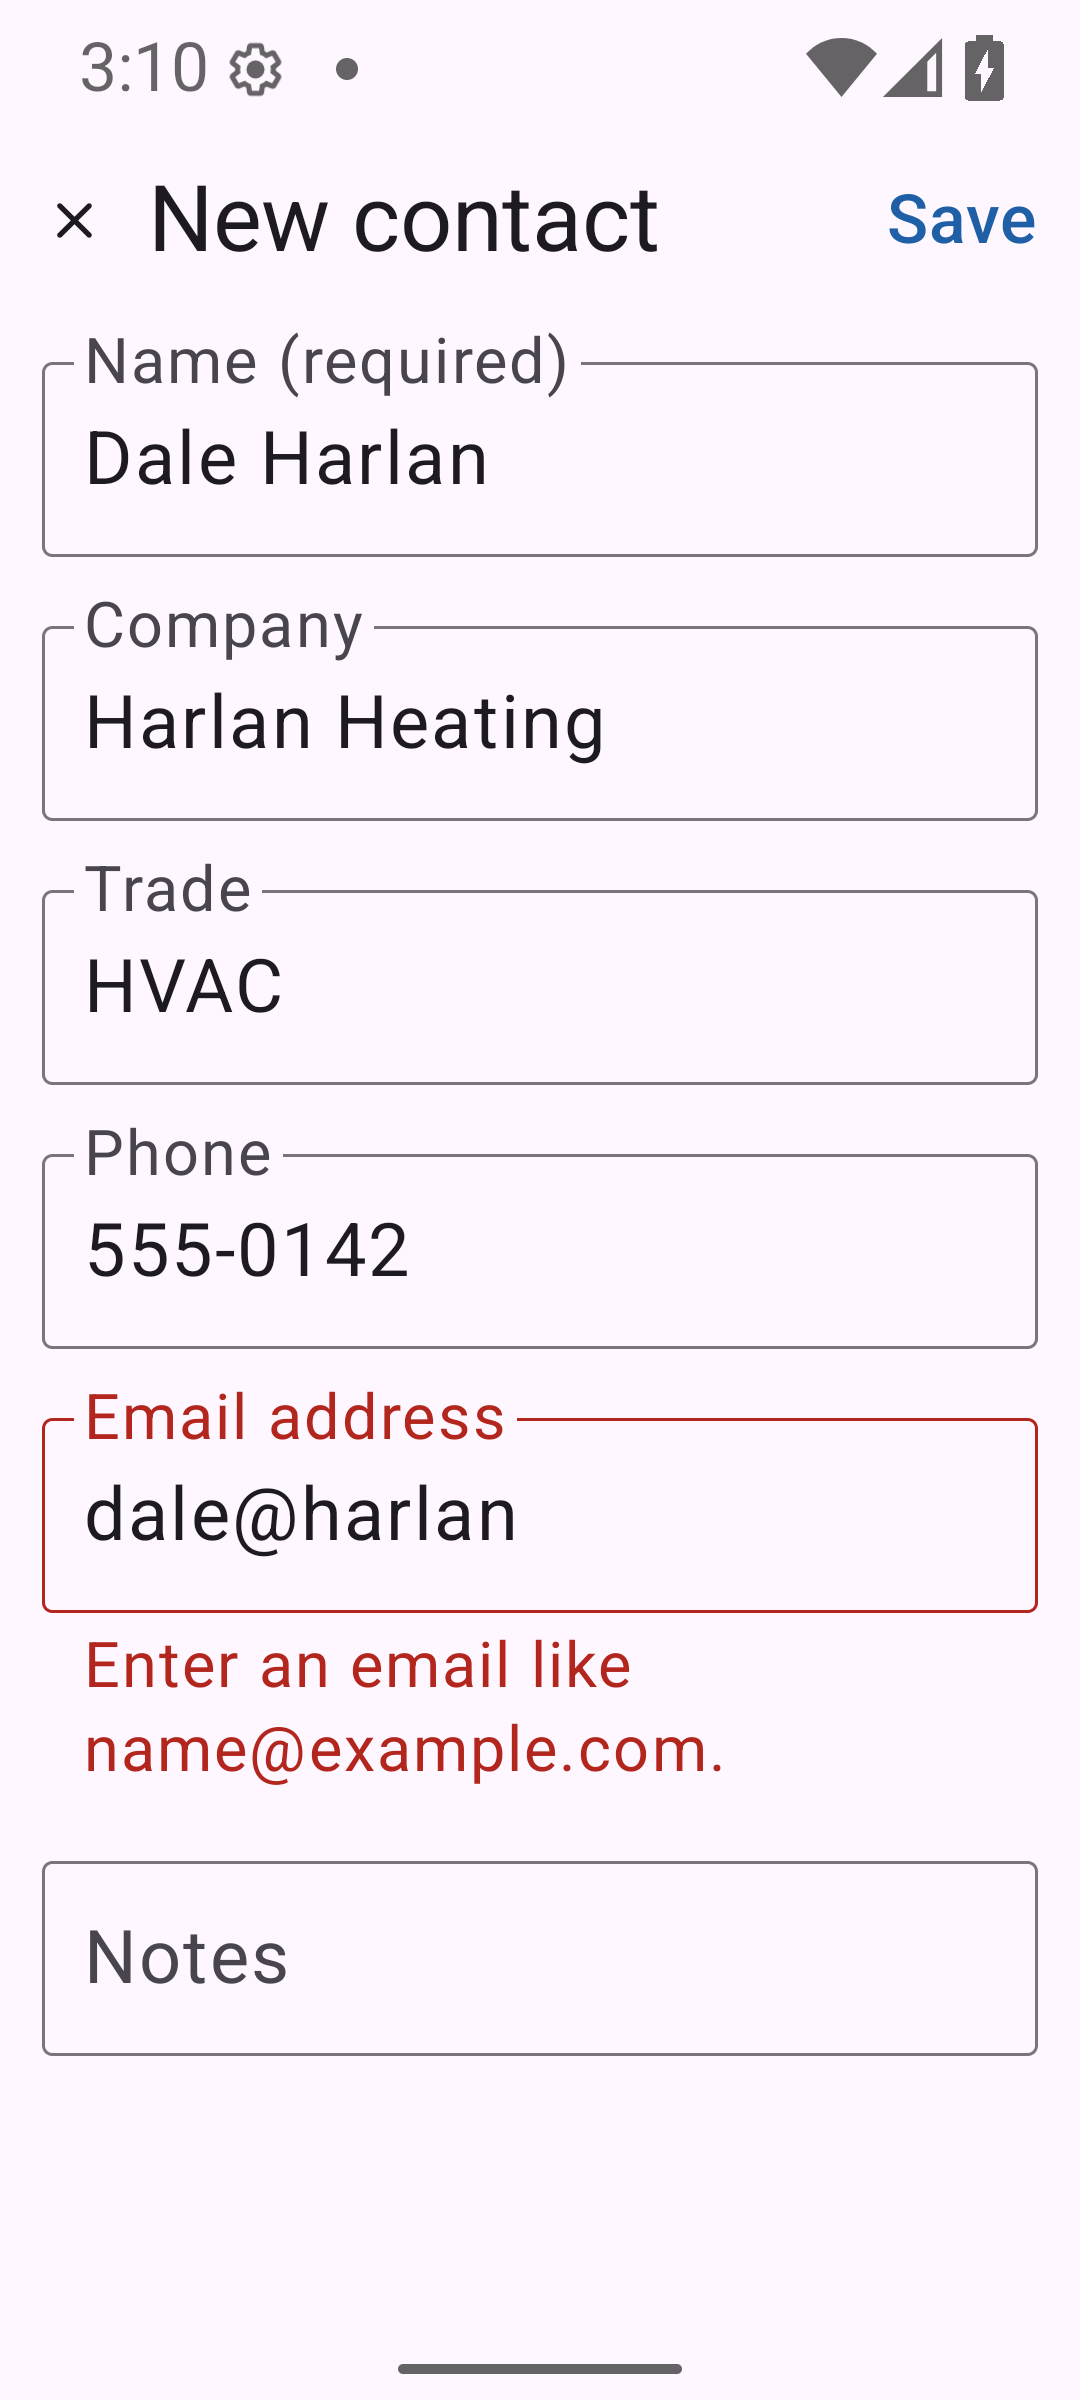 3:10
New contact
Save
Name (required)
Dale Harlan
Company
Harlan Heating
Trade
HVAC
Phone
555-0142
Email address
dale@harlan
Enter an email like
name@example.com.
Notes